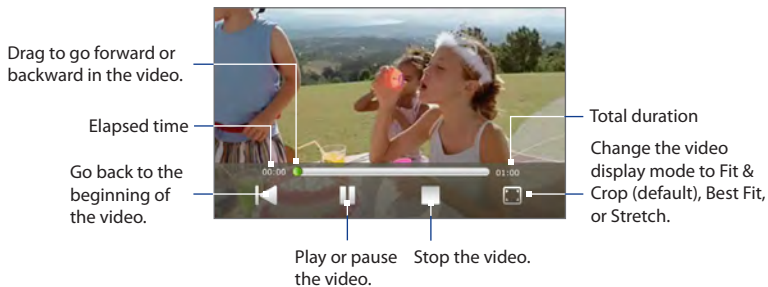 Drag to go forward or
backward in the video.
Elapsed time
Go back to the
beginning of
the video.
00:06
01:00
Total duration
Change the video
display mode to Fit &
Crop (default), Best Fit,
or Stretch.
Play or pause
the video.
Stop the video.